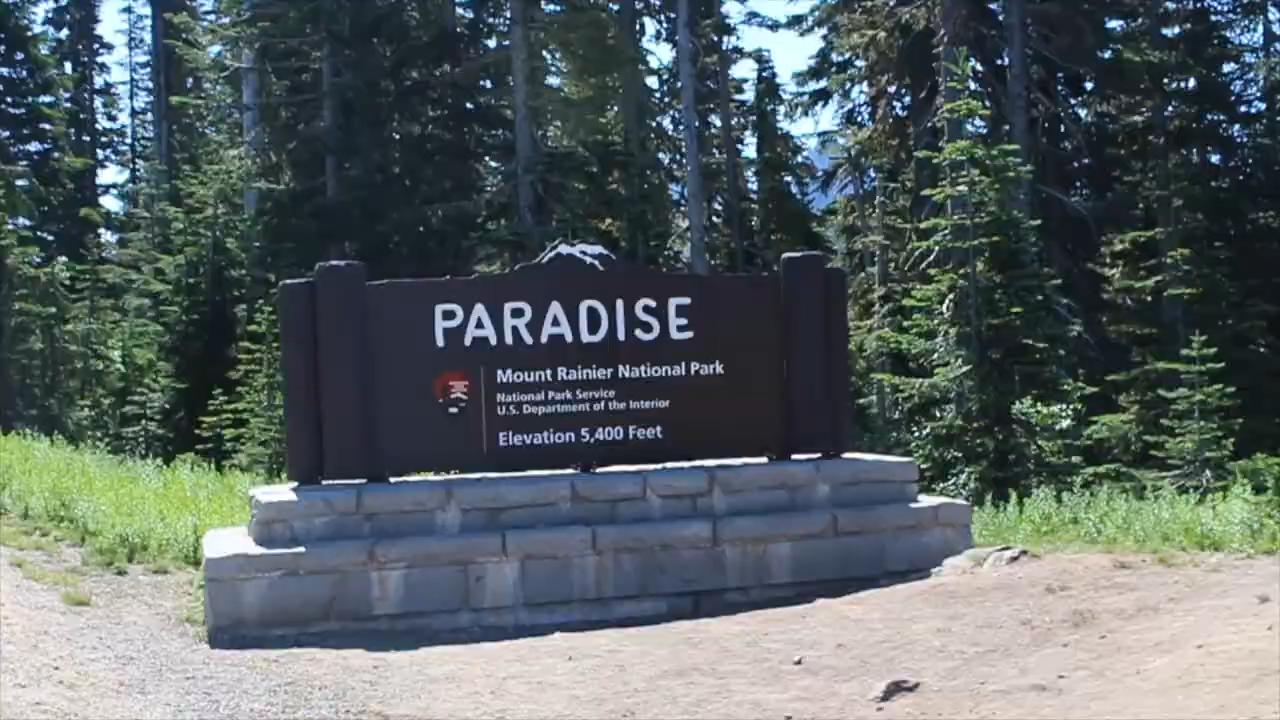 PARADISE
Mount Rainier National Park
National Park Service
U.S. Department of the Interior
Elevation 5,400 Feet